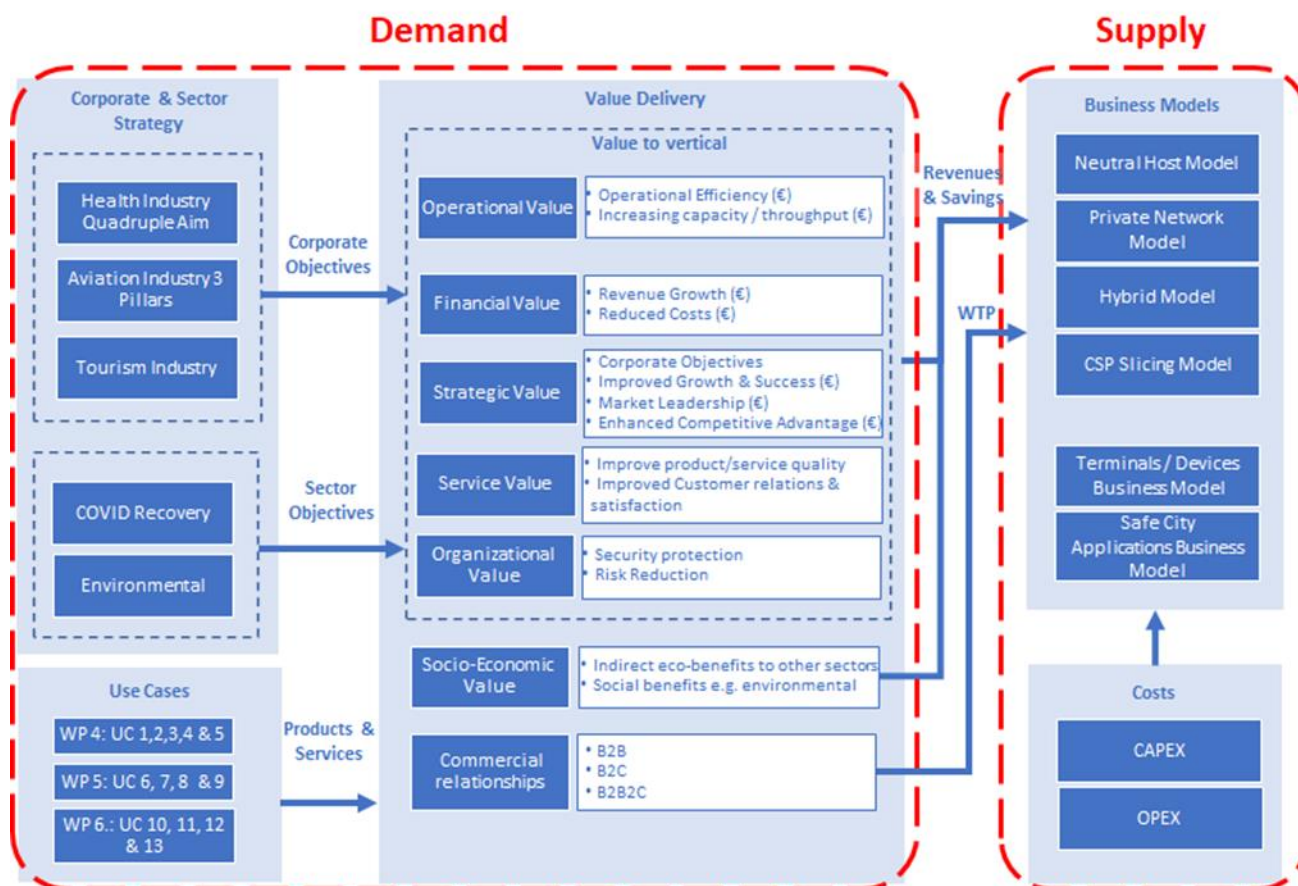 Demand
Supply
Corporate & Sector
Strategy
Health Industry
Quadruple Aim
Aviation Industry 3
Pillars
Tourism Industry
COVID Recovery
Environmental
Use Cases
WP 4: UC 1,2,3,4 & 5
WP 5: UC 6, 7, 8 & 9
WP 6.: UC 10, 11, 12
& 13
Corporate
Objectives
Sector
Objectives
Products &
Services
Value Delivery
Value to vertical
Operational Value
• Operational Efficiency (€)
• Increasing capacity / throughput (€)
Financial Value
• Revenue Growth (€)
• Reduced Costs (€)
Strategic Value
• Corporate Objectives
• Improved Growth & Success (€)
• Market Leadership (€)
• Enhanced Competitive Advantage (€)
Service Value
• Improve product/service quality
• Improved Customer relations &
satisfaction
Organizational
Value
• Security protection
• Risk Reduction
Socio-Economic
Value
• Indirect eco-benefits to other sectors
• Social benefits e.g. environmental
Commercial
relationships
• B2B
• B2C
• B2B2C
Revenues
& Savings
WTP
Business Models
Neutral Host Model
Private Network
Model
Hybrid Model
CSP Slicing Model
Terminals / Devices
Business Model
Safe City
Applications Business
Model
Costs
CAPEX
OPEX